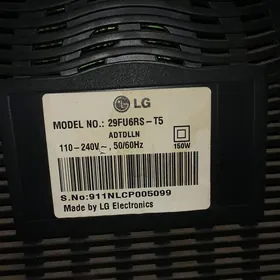 LG
MODEL NO.: 29FU6RS-T5
ADTDLLN
110-240V~, 50/60Hz
150W
S.No:911NLCP005099
Made by LG Electronics